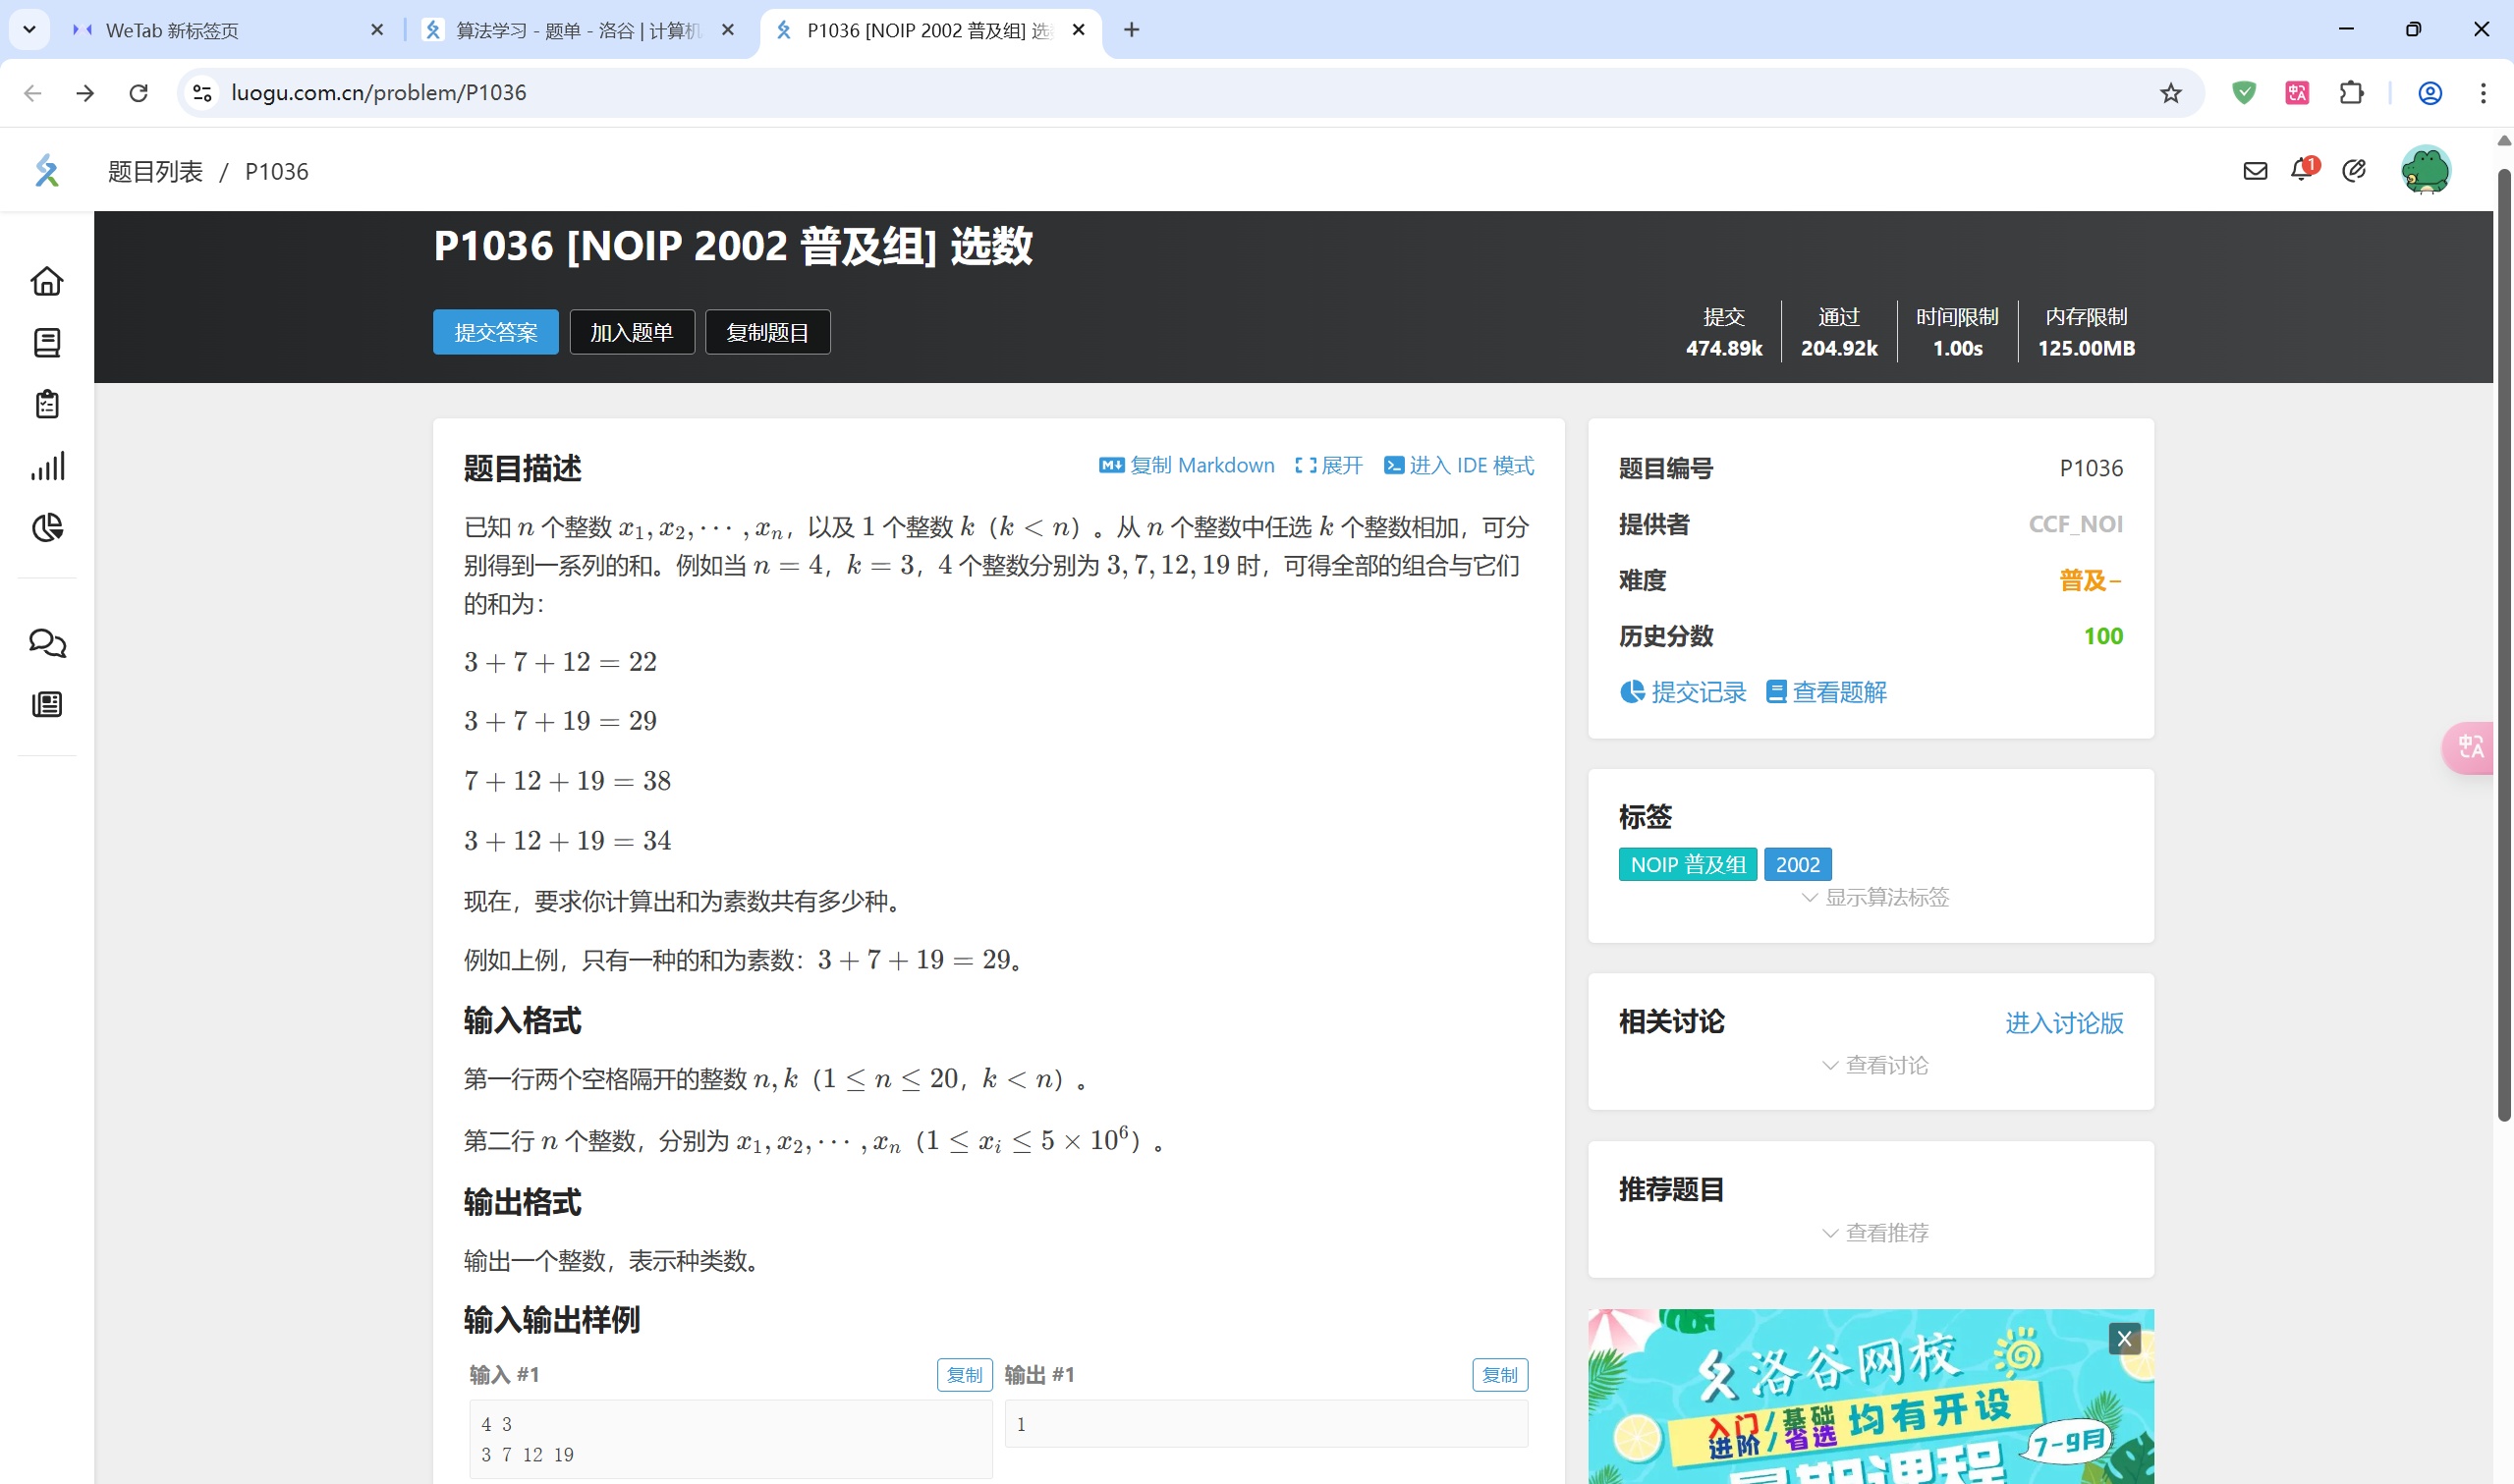 WeTab 新标签页
算法学习 - 题单 - 洛谷 | 计算机
P1036 [NOIP 2002 普及组] 选
luogu.com.cn/problem/P1036
题目列表 / P1036
1
P1036 [NOIP 2002 普及组] 选数
提交答案 加入题单 复制题目
提交 通过 时间限制 内存限制
474.89k 204.92k 1.00s 125.00MB
题目描述
复制 Markdown 展开 进入 IDE 模式
已知 n 个整数 x₁, x₂, ⋯ , xₙ，以及 1 个整数 k（k < n）。从 n 个整数中任选 k 个整数相加，可分
别得到一系列的和。例如当 n = 4，k = 3，4 个整数分别为 3, 7, 12, 19 时，可得全部的组合与它们
的和为：
3 + 7 + 12 = 22
3 + 7 + 19 = 29
7 + 12 + 19 = 38
3 + 12 + 19 = 34
现在，要求你计算出和为素数共有多少种。
例如上例，只有一种的和为素数：3 + 7 + 19 = 29。
输入格式
第一行两个空格隔开的整数 n, k（1 ≤ n ≤ 20，k < n）。
第二行 n 个整数，分别为 x₁, x₂, ⋯ , xₙ（1 ≤ xᵢ ≤ 5 × 10⁶）。
输出格式
输出一个整数，表示种类数。
输入输出样例
输入 #1 复制 输出 #1 复制
4 3
3 7 12 19
1
题目编号 P1036
提供者 CCF_NOI
难度 普及−
历史分数 100
提交记录 查看题解
标签
NOIP 普及组 2002
显示算法标签
相关讨论 进入讨论版
查看讨论
推荐题目
查看推荐
洛谷网校
入门/基础
进阶/省选
均有开设
7-9月
暑期课程